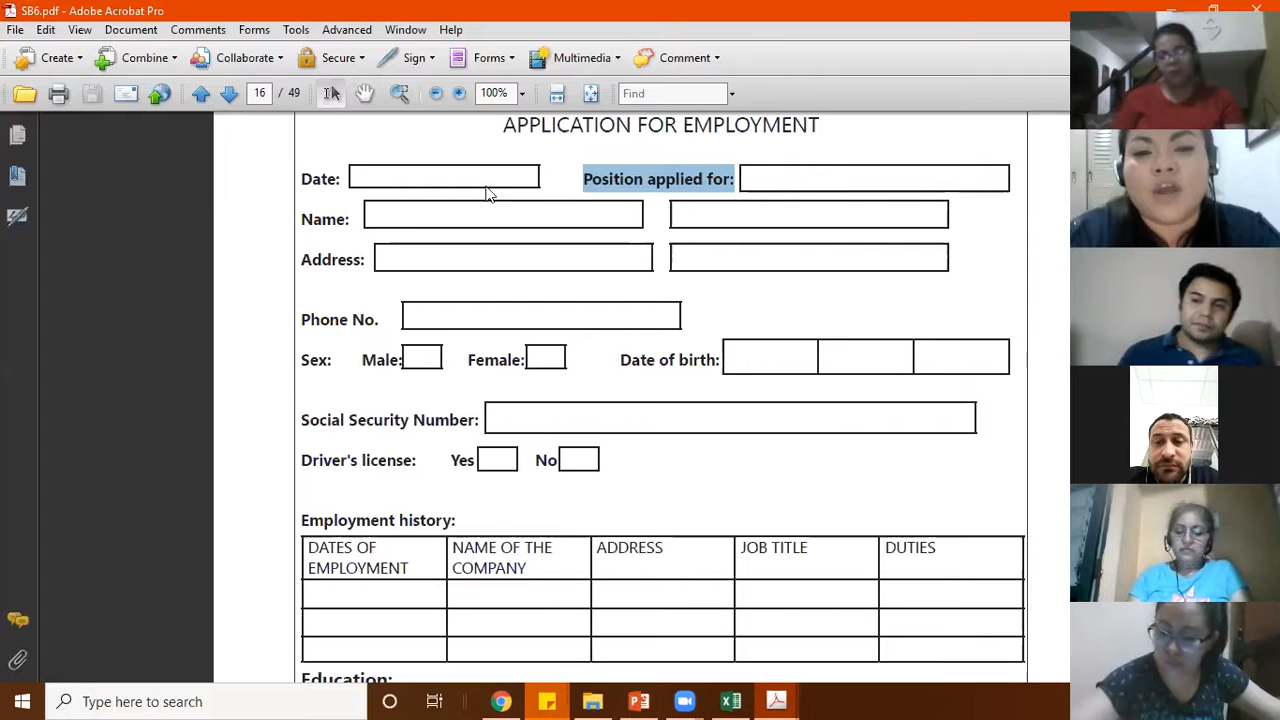 SB6.pdf - Adobe Acrobat Pro
File Edit View Document Comments Forms Tools Advanced Window Help
Create Combine Collaborate Secure Sign Forms Multimedia Comment
16 / 49 100% Find
APPLICATION FOR EMPLOYMENT
Date: Position applied for:
Name:
Address:
Phone No.
Sex: Male: Female: Date of birth:
Social Security Number:
Driver's license: Yes No
Employment history:
DATES OF EMPLOYMENT NAME OF THE COMPANY ADDRESS JOB TITLE DUTIES
Education:
Type here to search